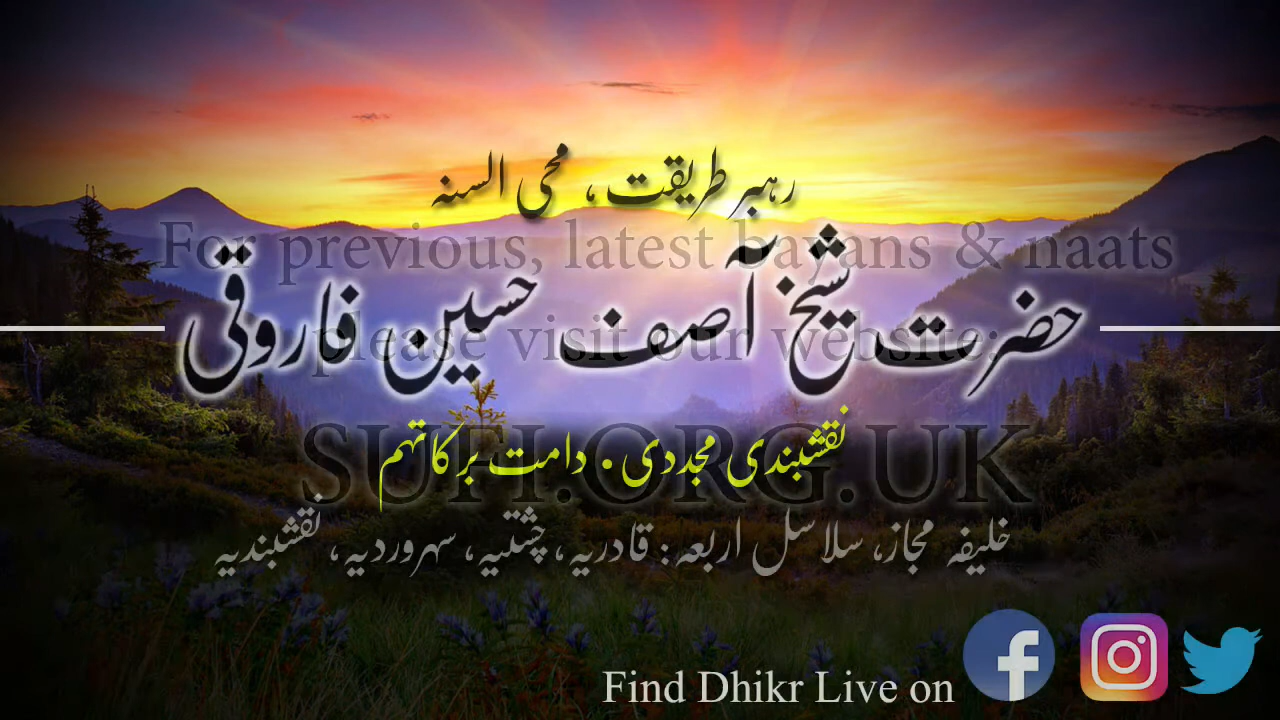 رہبر طریقت، محی السنہ
For previous, latest bayans & naats
حضرت شیخ آصف حسین فاروقی
please visit our website:
نقشبندی مجددی • دامت برکاتہم
SUFI.ORG.UK
خلیفہ مجاز، سلاسل اربعہ: قادریہ، چشتیہ، سہروردیہ، نقشبندیہ
Find Dhikr Live on